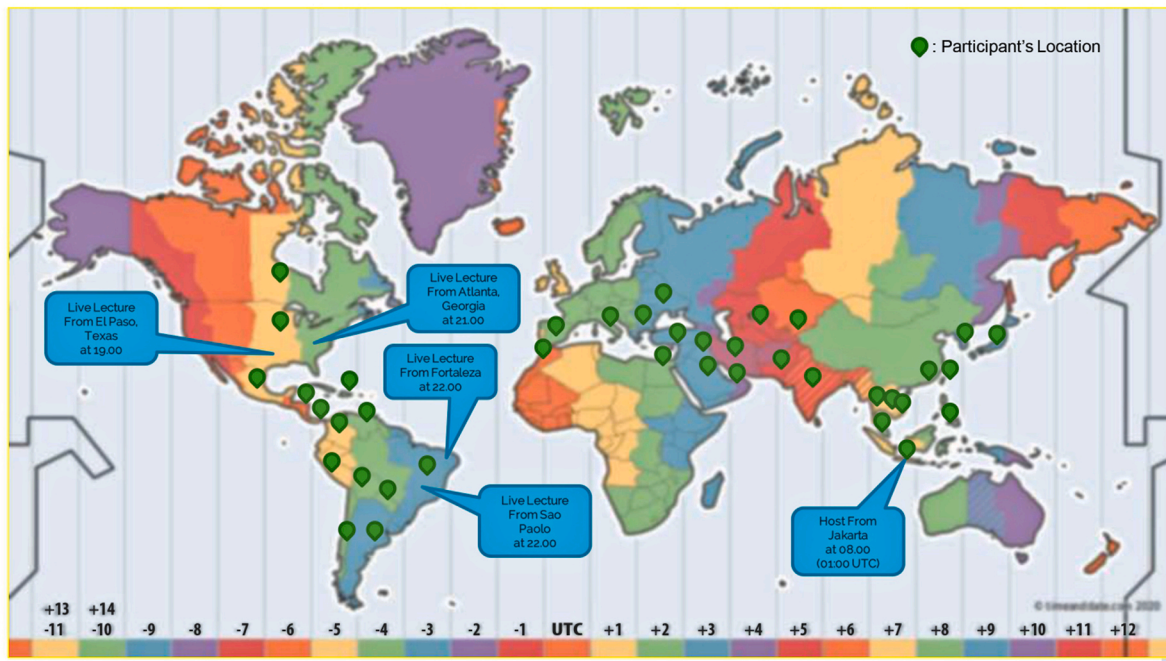 : Participant's Location
Live Lecture
From Atlanta,
Georgia
at 21.00
Live Lecture
From El Paso,
Texas
at 19.00
Live Lecture
From Fortaleza
at 22.00
Live Lecture
From Sao
Paolo
at 22.00
Host From
Jakarta
at 08.00
(01:00 UTC)
© timeanddate.com 2020
+13 +14
-11 -10 -9 -8 -7 -6 -5 -4 -3 -2 -1 UTC +1 +2 +3 +4 +5 +6 +7 +8 +9 +10 +11 +12